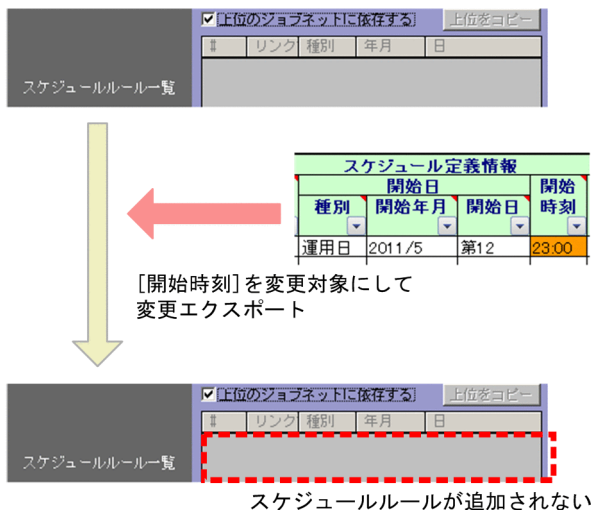 上位のジョブネットに依存する 上位をコピー
# リンク 種別 年月 日
スケジュールルール一覧
スケジュール定義情報
開始日 開始時刻
種別 開始年月 開始日
運用日 2011/5 第12 23:00
[開始時刻]を変更対象にして
変更エクスポート
上位のジョブネットに依存する 上位をコピー
# リンク 種別 年月 日
スケジュールルール一覧
スケジュールルールが追加されない